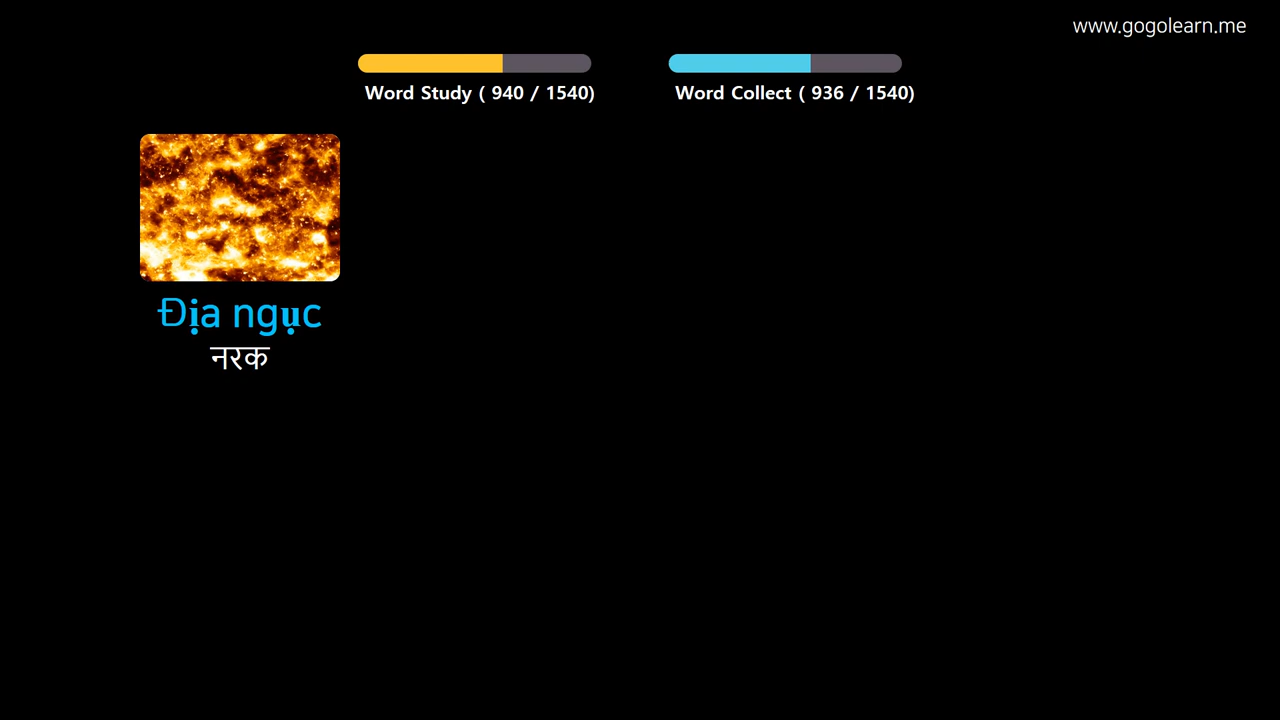 www.gogolearn.me
Word Study ( 940 / 1540)
Word Collect ( 936 / 1540)
Địa ngục
नरक